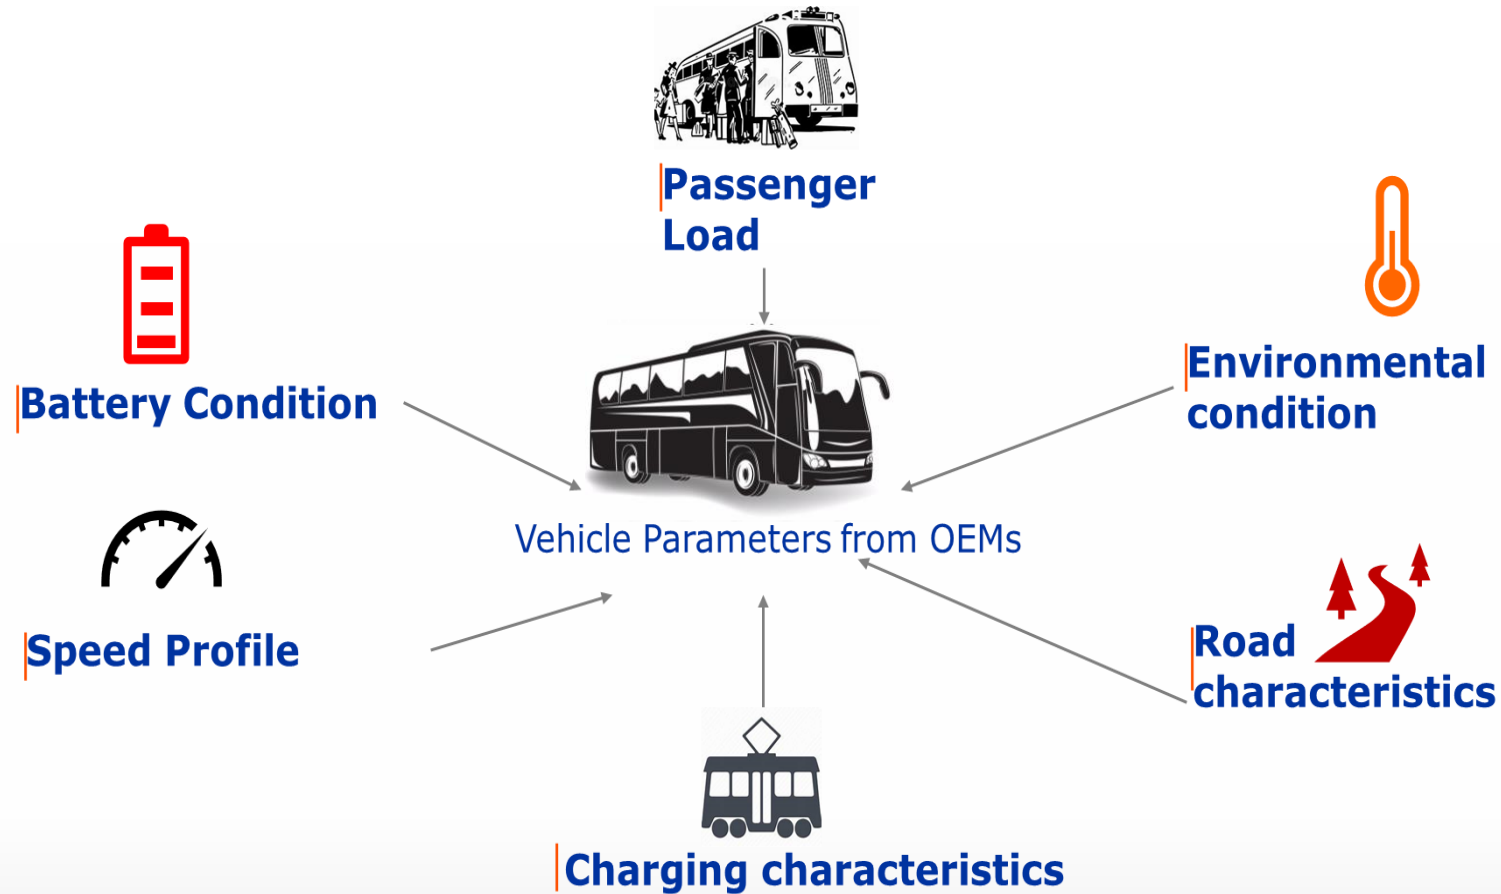 Passenger
Load
Environmental
condition
Battery Condition
Vehicle Parameters from OEMs
Speed Profile
Road
characteristics
Charging characteristics